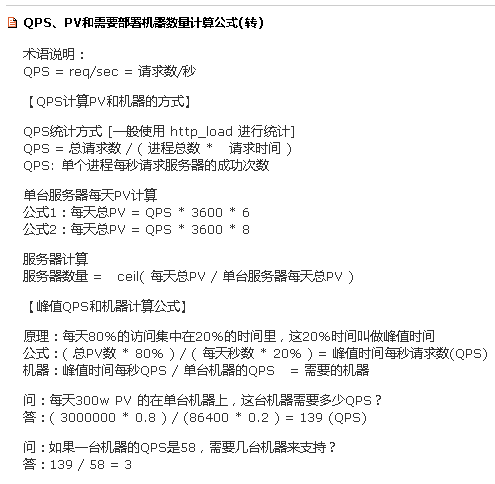 QPS、PV和需要部署机器数量计算公式(转)
术语说明：
QPS = req/sec = 请求数/秒
【QPS计算PV和机器的方式】
QPS统计方式 [一般使用 http_load 进行统计]
QPS = 总请求数 / ( 进程总数 * 请求时间 )
QPS: 单个进程每秒请求服务器的成功次数
单台服务器每天PV计算
公式1：每天总PV = QPS * 3600 * 6
公式2：每天总PV = QPS * 3600 * 8
服务器计算
服务器数量 = ceil( 每天总PV / 单台服务器每天总PV )
【峰值QPS和机器计算公式】
原理：每天80%的访问集中在20%的时间里，这20%时间叫做峰值时间
公式：( 总PV数 * 80% ) / ( 每天秒数 * 20% ) = 峰值时间每秒请求数(QPS)
机器：峰值时间每秒QPS / 单台机器的QPS = 需要的机器
问：每天300w PV 的在单台机器上，这台机器需要多少QPS？
答：( 3000000 * 0.8 ) / (86400 * 0.2 ) = 139 (QPS)
问：如果一台机器的QPS是58，需要几台机器来支持？
答：139 / 58 = 3